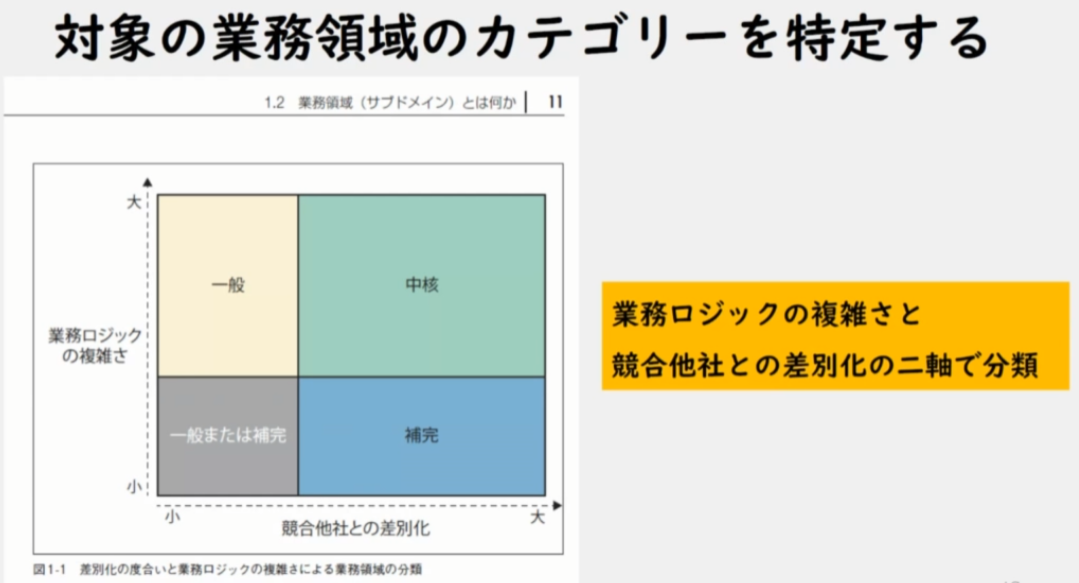 対象の業務領域のカテゴリーを特定する
1.2 業務領域（サブドメイン）とは何か 11
大
一般
中核
業務ロジック
の複雑さ
一般または補完
補完
小
小
大
競合他社との差別化
図1-1 差別化の度合いと業務ロジックの複雑さによる業務領域の分類
業務ロジックの複雑さと
競合他社との差別化の二軸で分類